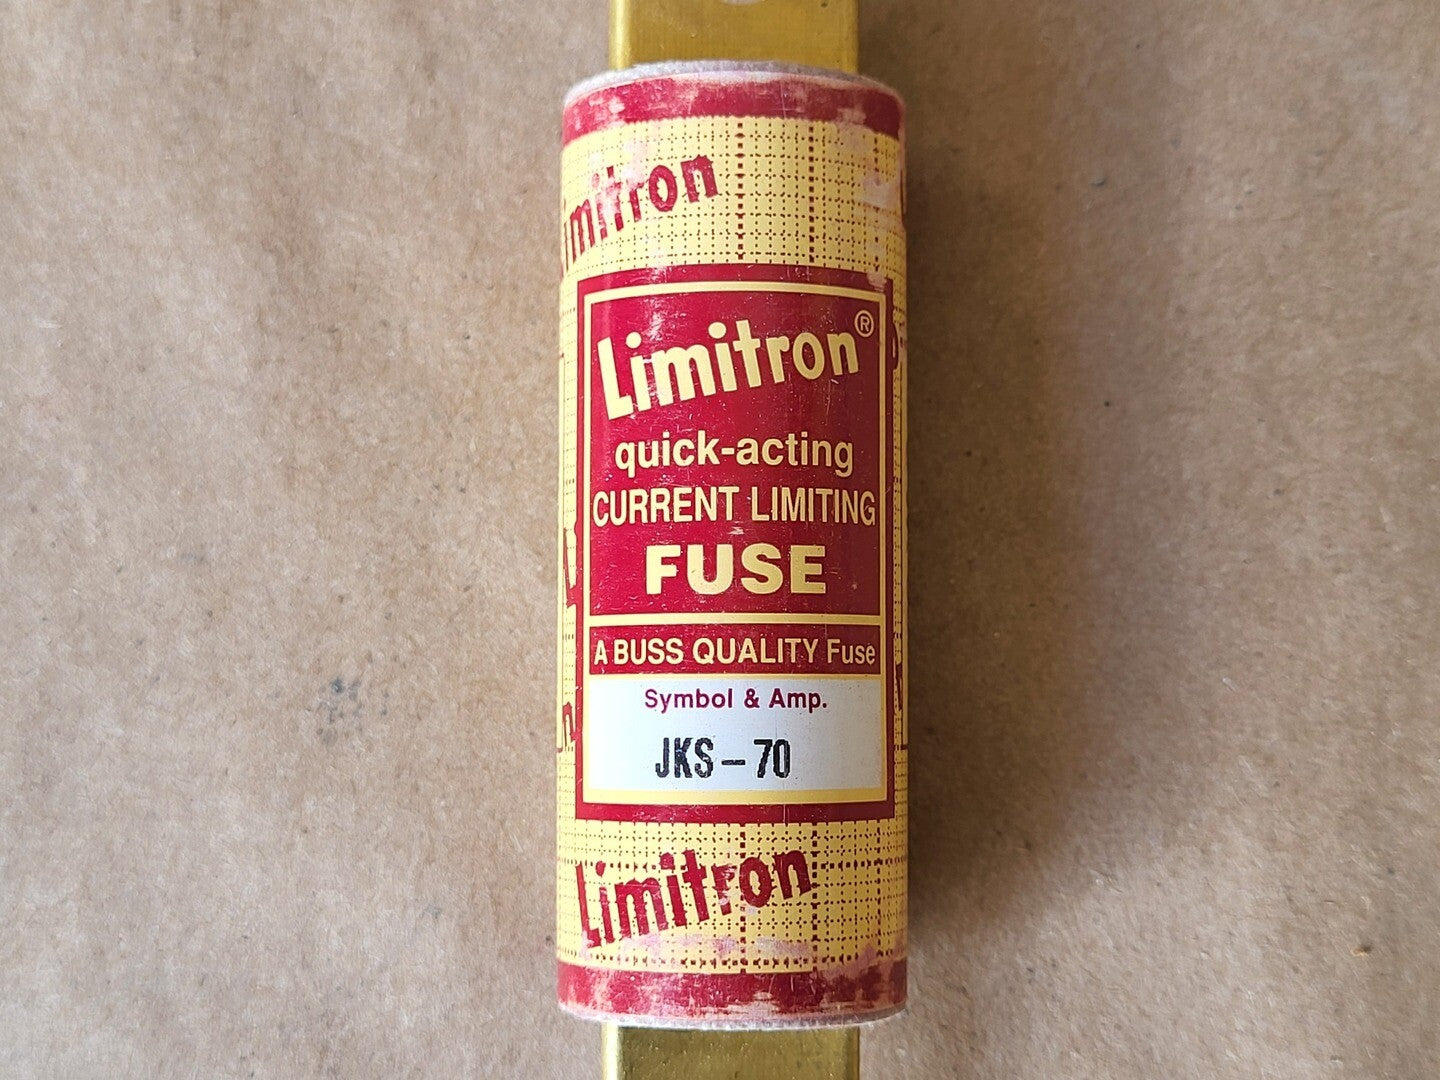 Limitron
Limitron®
quick-acting
CURRENT LIMITING
FUSE
A BUSS QUALITY Fuse
Symbol & Amp.
JKS-70
Limitron